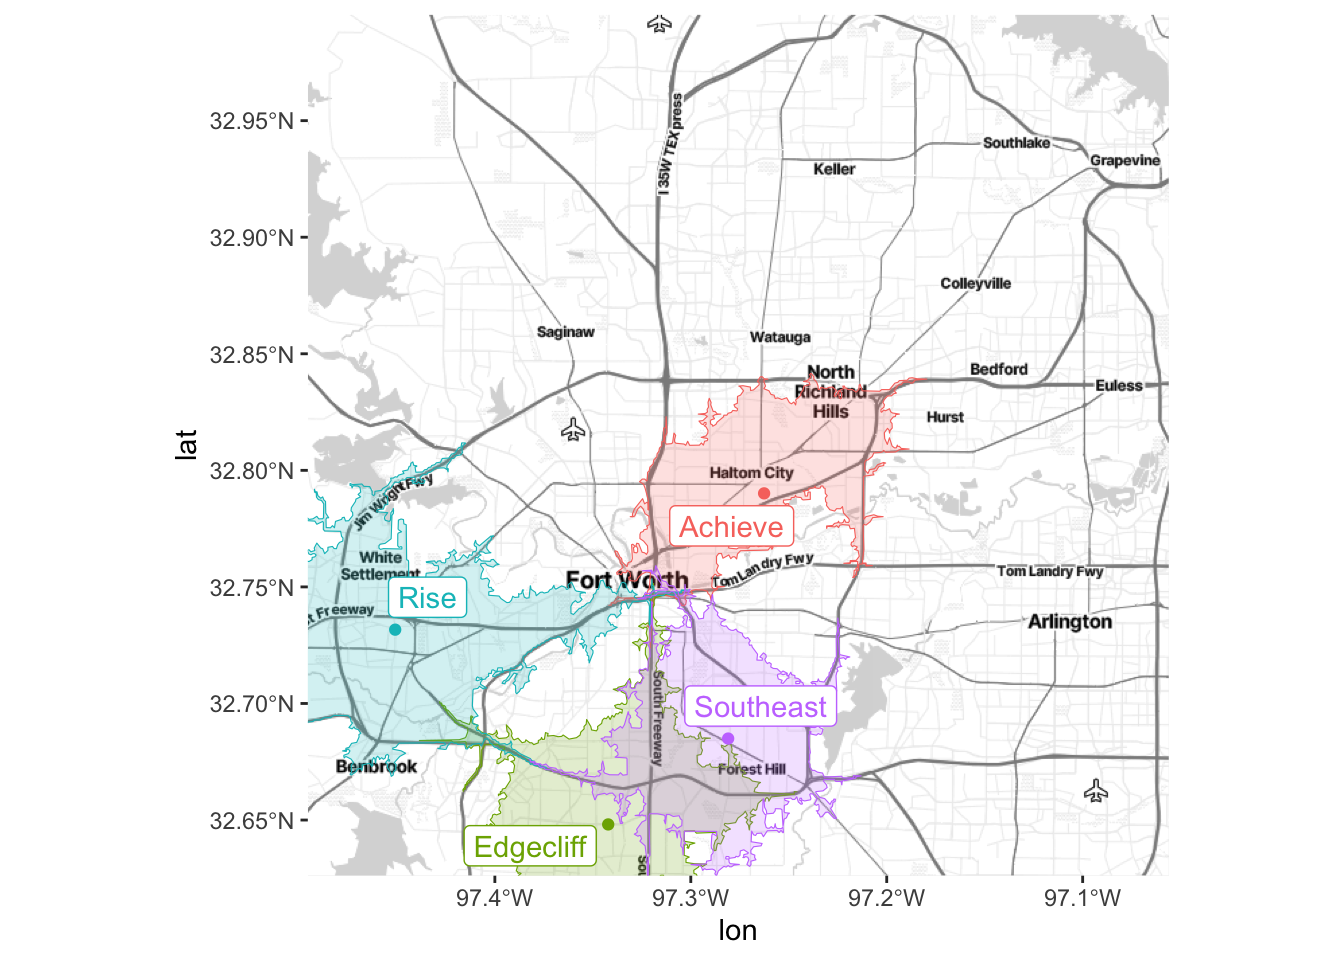 32.95°N
32.90°N
32.85°N
32.80°N
32.75°N
32.70°N
32.65°N
lat
I 35W TEXpress
Southlake
Grapevine
Keller
Colleyville
Saginaw
Watauga
North
Richland
Hills
Bedford
Euless
Hurst
Haltom City
Jim Wright Fwy
Achieve
White
Settlement
Fort Worth
Tom Landry Fwy
Tom Landry Fwy
Rise
t Freeway
Arlington
South Freeway
Southeast
Benbrook
Forest Hill
Edgecliff
Sou
97.4°W
97.3°W
97.2°W
97.1°W
lon